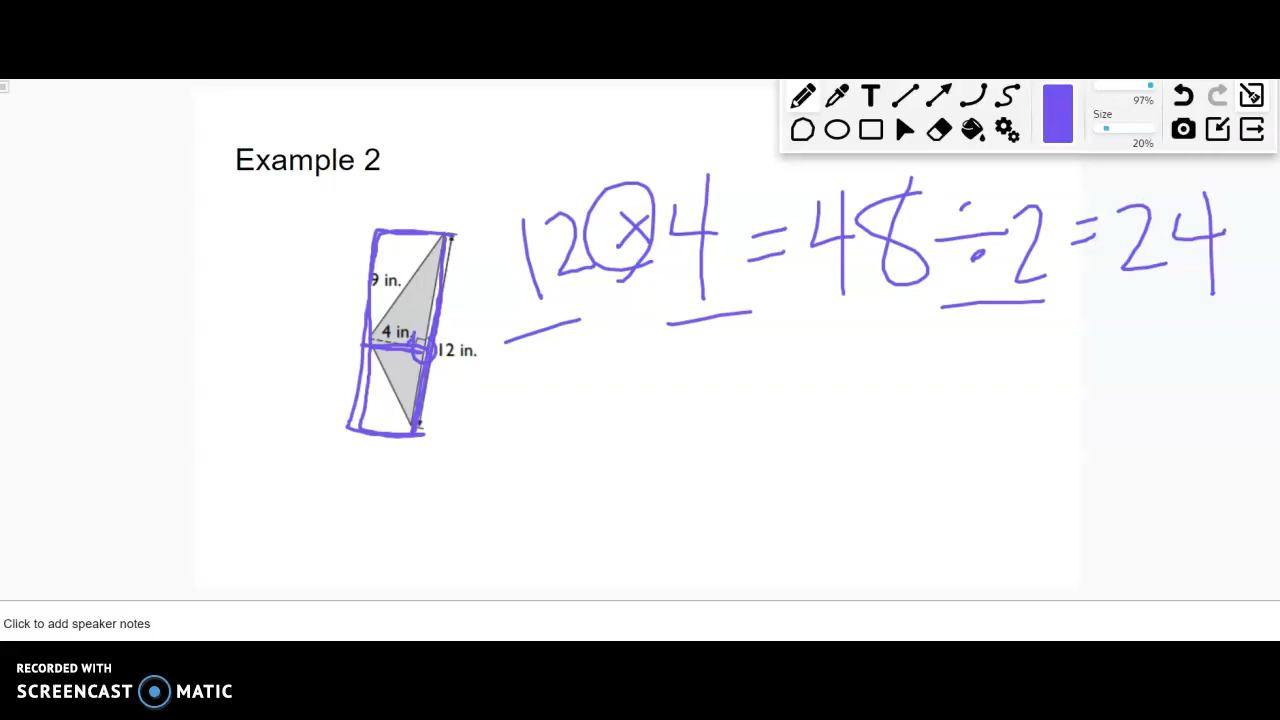 T
97%
Size
20%
Example 2
12 × 4 = 48 ÷ 2 = 24
9 in.
4 in.
12 in.
Click to add speaker notes
RECORDED WITH
SCREENCAST MATIC